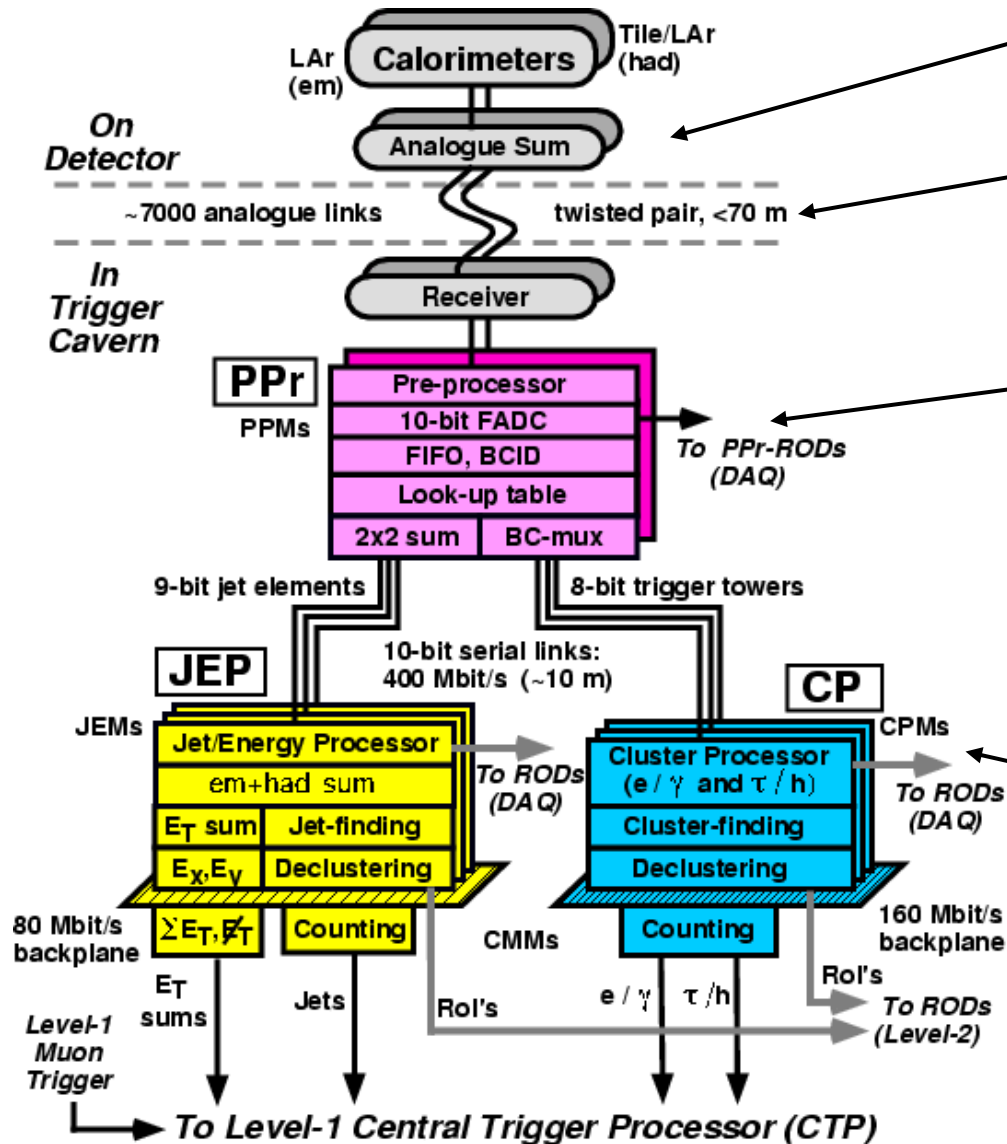 LAr
(em)
Calorimeters
Tile/LAr
(had)
On
Detector
Analogue Sum
~7000 analogue links
twisted pair, <70 m
In
Trigger
Cavern
Receiver
PPr
PPMs
Pre-processor
10-bit FADC
FIFO, BCID
Look-up table
2x2 sum
BC-mux
To PPr-RODs
(DAQ)
9-bit jet elements
8-bit trigger towers
10-bit serial links:
400 Mbit/s (~10 m)
JEP
JEMs
Jet/Energy Processor
em+had sum
ET sum
Jet-finding
Ex,Ey
Declustering
To RODs
(DAQ)
CP
CPMs
Cluster Processor
(e / γ and τ / h)
Cluster-finding
Declustering
To RODs
(DAQ)
80 Mbit/s
backplane
ΣET,E̸T
Counting
CMMs
Counting
160 Mbit/s
backplane
ET
sums
Jets
RoI's
e / γ
τ /h
RoI's
To RODs
(Level-2)
Level-1
Muon
Trigger
To Level-1 Central Trigger Processor (CTP)